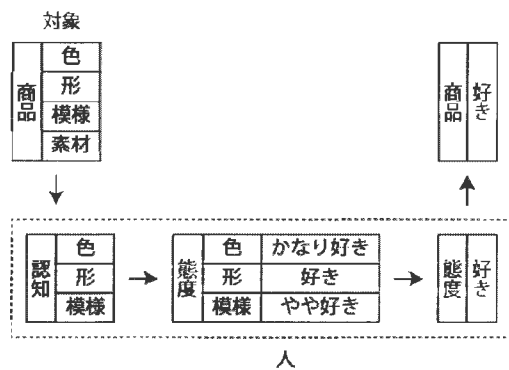 対象
商品
色
形
模様
素材
商品
好き
認知
色
形
模様
態度
色
かなり好き
形
好き
模様
やや好き
態度
好き
人